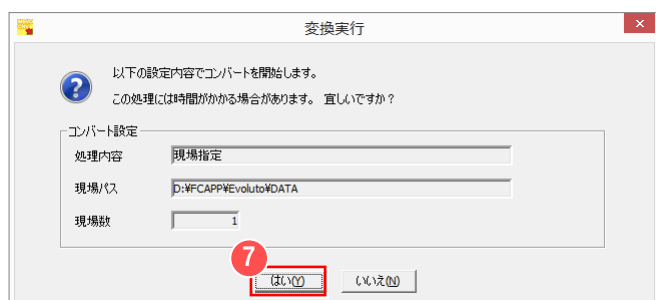 変換実行
以下の設定内容でコンバートを開始します。
この処理には時間がかかる場合があります。 宜しいですか？
コンバート設定
処理内容 現場指定
現場パス D:¥FCAPP¥Evoluto¥DATA
現場数 1
7
はい(Y) いいえ(N)